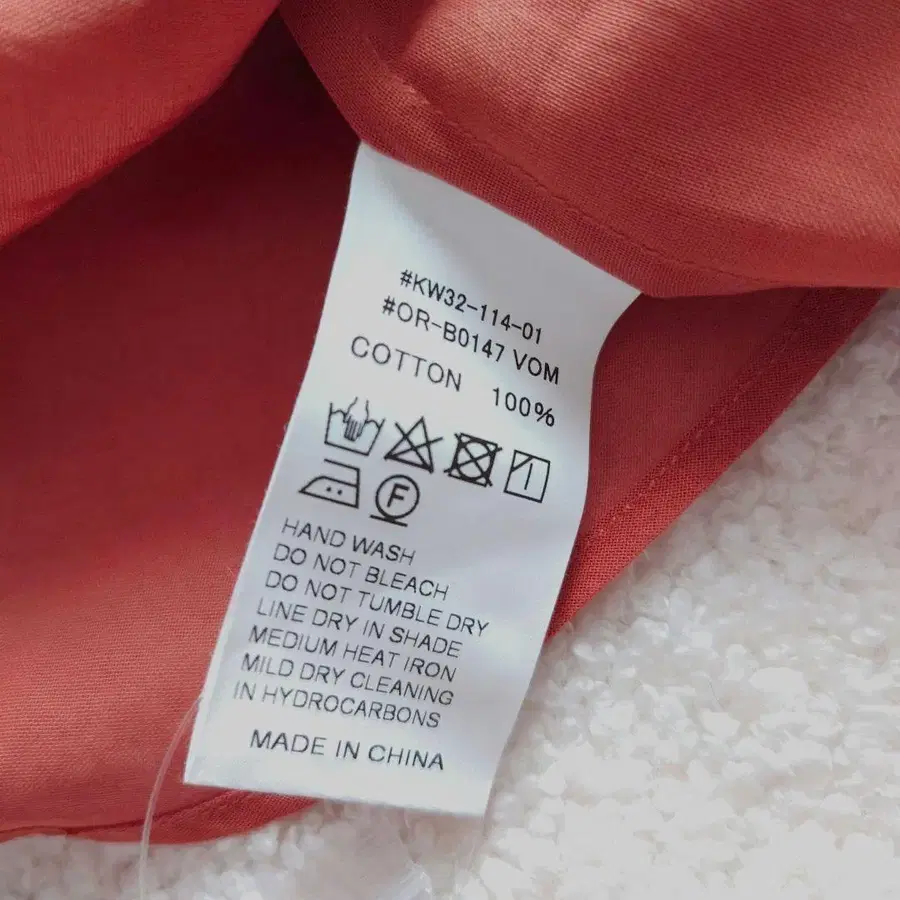 #KW32-114-01
#OR-B0147 VOM
COTTON 100%
F
HAND WASH
DO NOT BLEACH
DO NOT TUMBLE DRY
LINE DRY IN SHADE
MEDIUM HEAT IRON
MILD DRY CLEANING
IN HYDROCARBONS
MADE IN CHINA